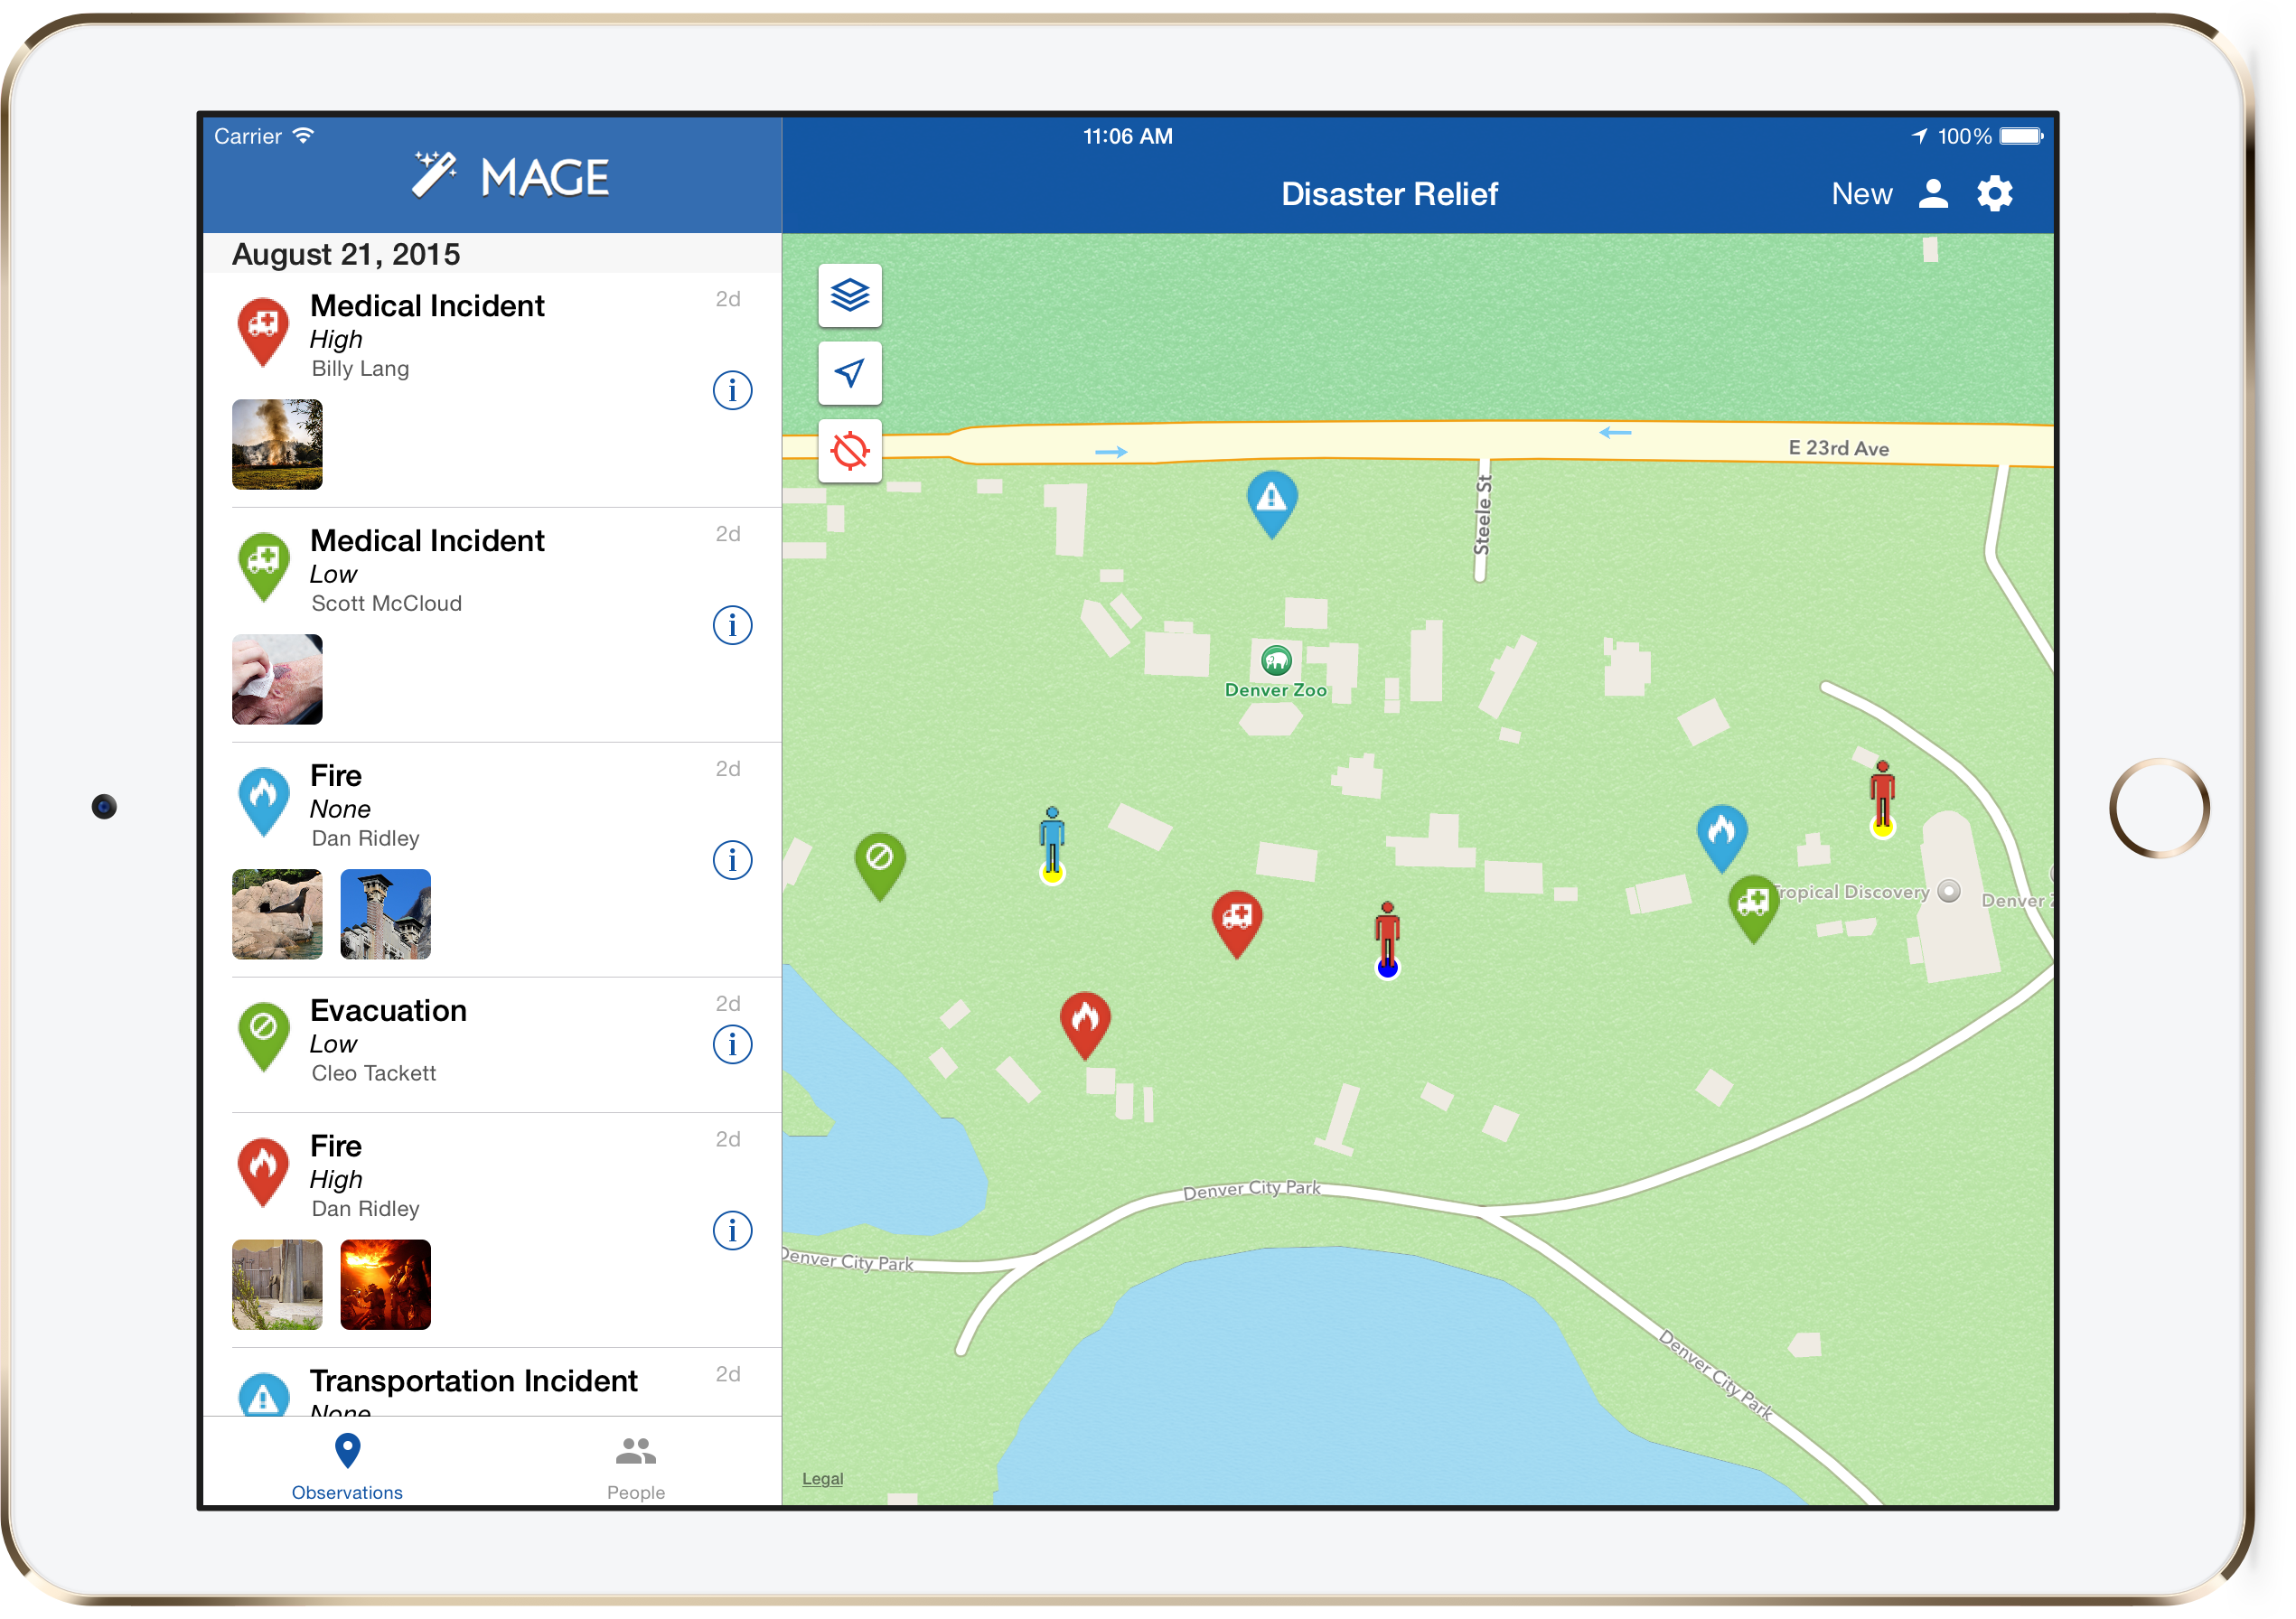 Carrier
11:06 AM
100%
MAGE
Disaster Relief
New
August 21, 2015
Medical Incident
2d
High
Billy Lang
Medical Incident
2d
Low
Scott McCloud
Fire
2d
None
Dan Ridley
Evacuation
2d
Low
Cleo Tackett
Fire
2d
High
Dan Ridley
Transportation Incident
2d
None
Observations
People
E 23rd Ave
Steele St
Denver Zoo
Tropical Discovery
Denver
Denver City Park
Denver City Park
Denver City Park
Legal